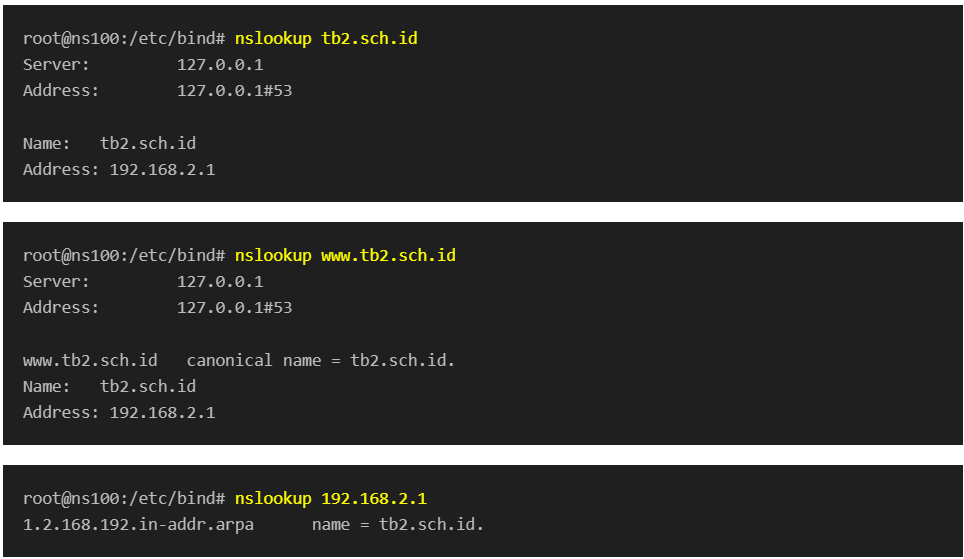 root@ns100:/etc/bind# nslookup tb2.sch.id
Server:         127.0.0.1
Address:        127.0.0.1#53
Name:   tb2.sch.id
Address: 192.168.2.1
root@ns100:/etc/bind# nslookup www.tb2.sch.id
Server:         127.0.0.1
Address:        127.0.0.1#53
www.tb2.sch.id   canonical name = tb2.sch.id.
Name:   tb2.sch.id
Address: 192.168.2.1
root@ns100:/etc/bind# nslookup 192.168.2.1
1.2.168.192.in-addr.arpa      name = tb2.sch.id.